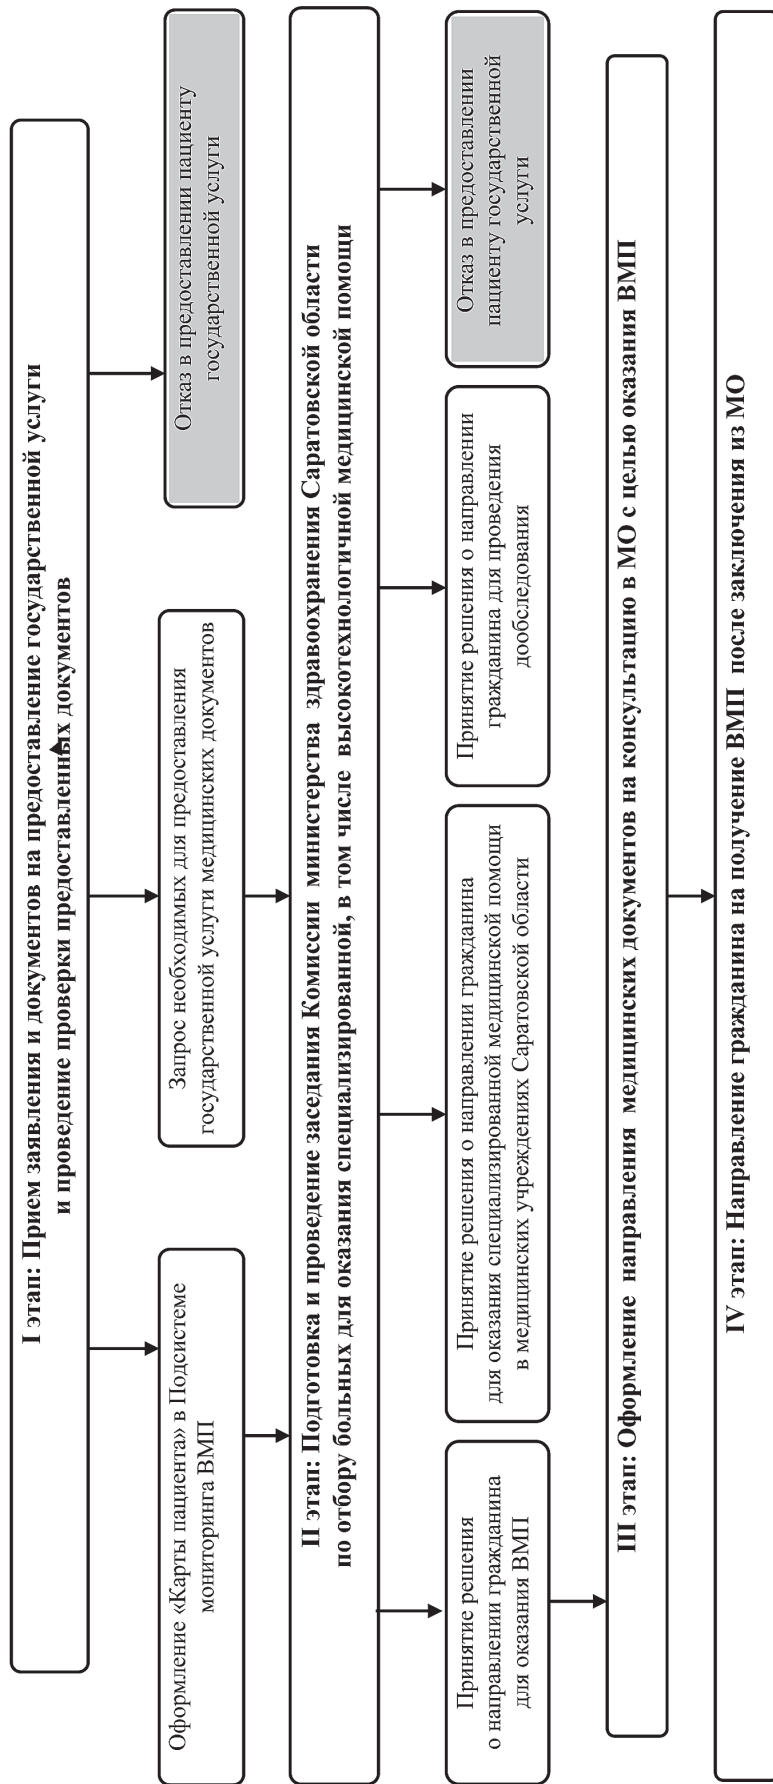 I этап: Прием заявления и документов на предоставление государственной услуги
и проведение проверки предоставленных документов
Оформление «Карты пациента» в Подсистеме
мониторинга ВМП
Запрос необходимых для предоставления
государственной услуги медицинских документов
Отказ в предоставлении пациенту
государственной услуги
II этап: Подготовка и проведение заседания Комиссии министерства здравоохранения Саратовской области
по отбору больных для оказания специализированной, в том числе высокотехнологичной медицинской помощи
Принятие решения
о направлении гражданина
для оказания ВМП
Принятие решения о направлении гражданина
для оказания специализированной медицинской помощи
в медицинских учреждениях Саратовской области
Принятие решения о направлении
гражданина для проведения
дообследования
Отказ в предоставлении
пациенту государственной
услуги
III этап: Оформление направления медицинских документов на консультацию в МО с целью оказания ВМП
IV этап: Направление гражданина на получение ВМП после заключения из МО